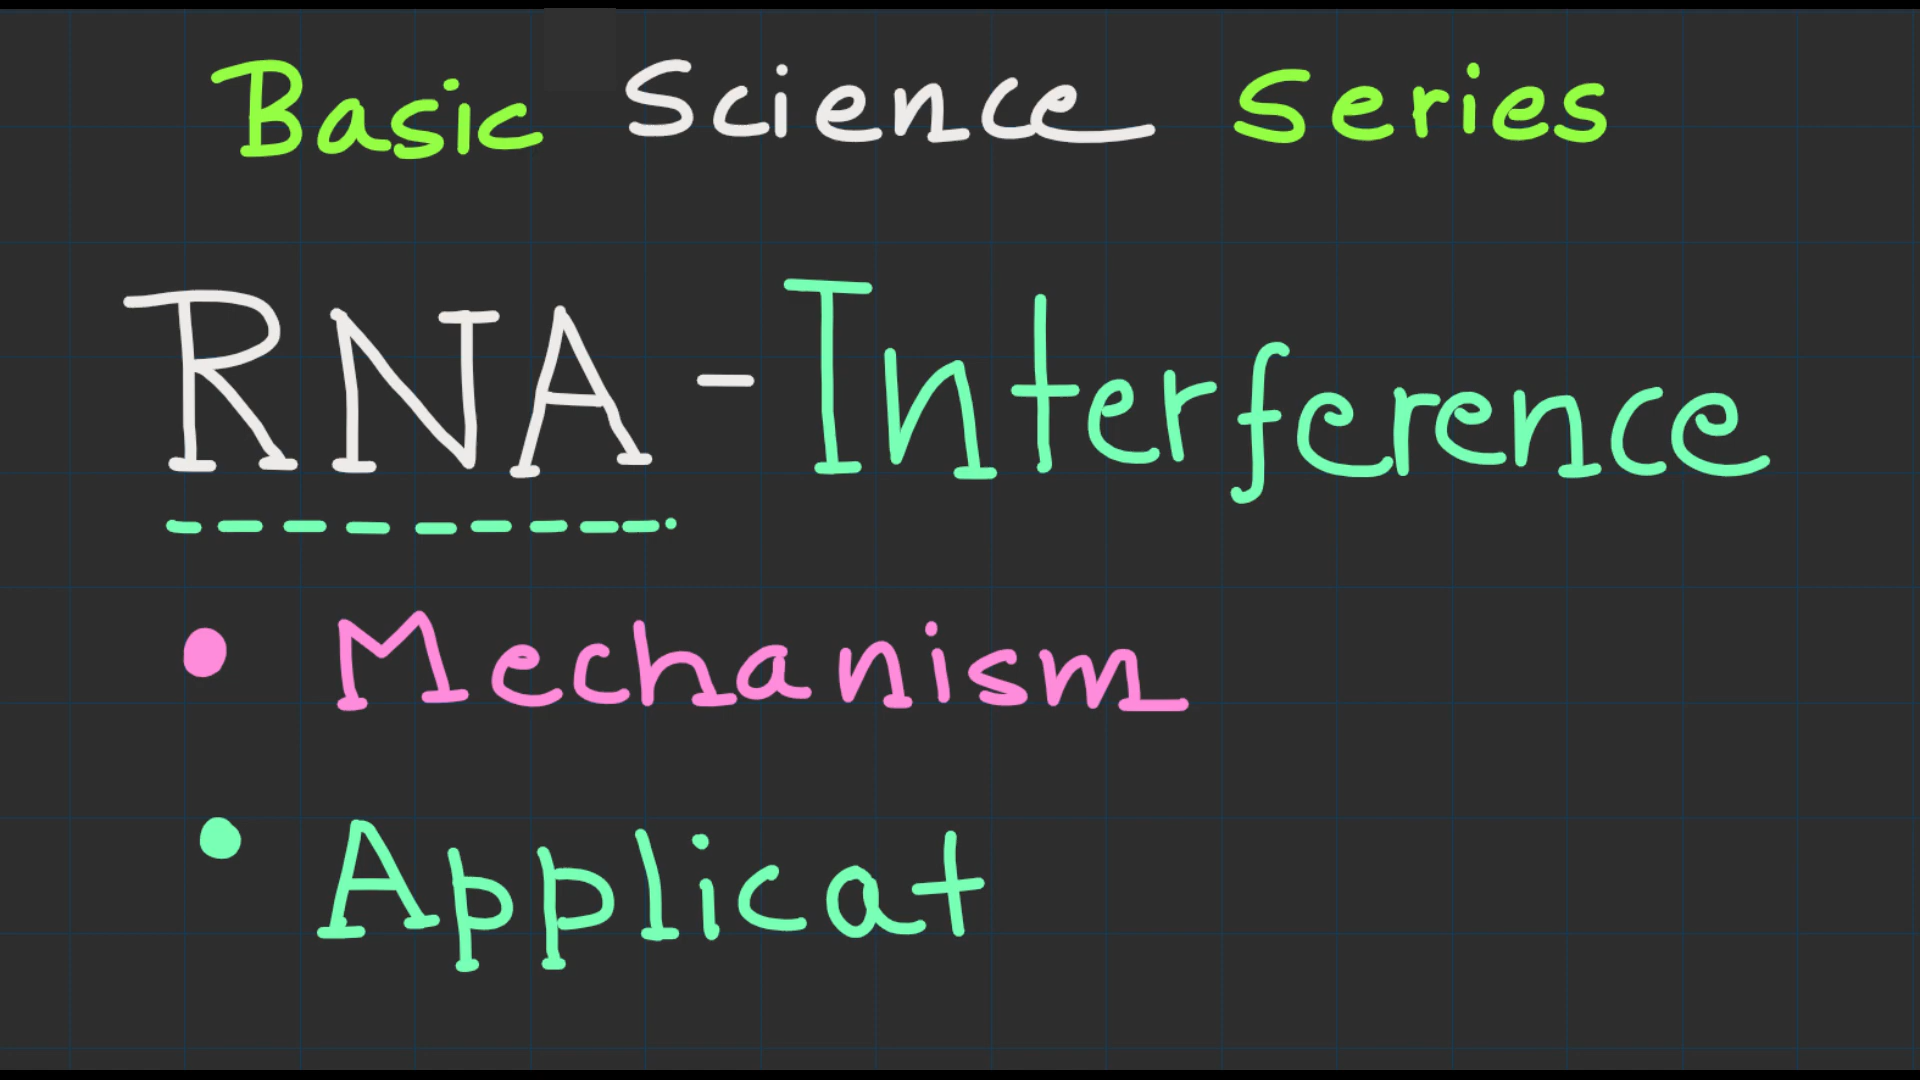 Basic Science Series
RNA-Interference
• Mechanism
• Applicat